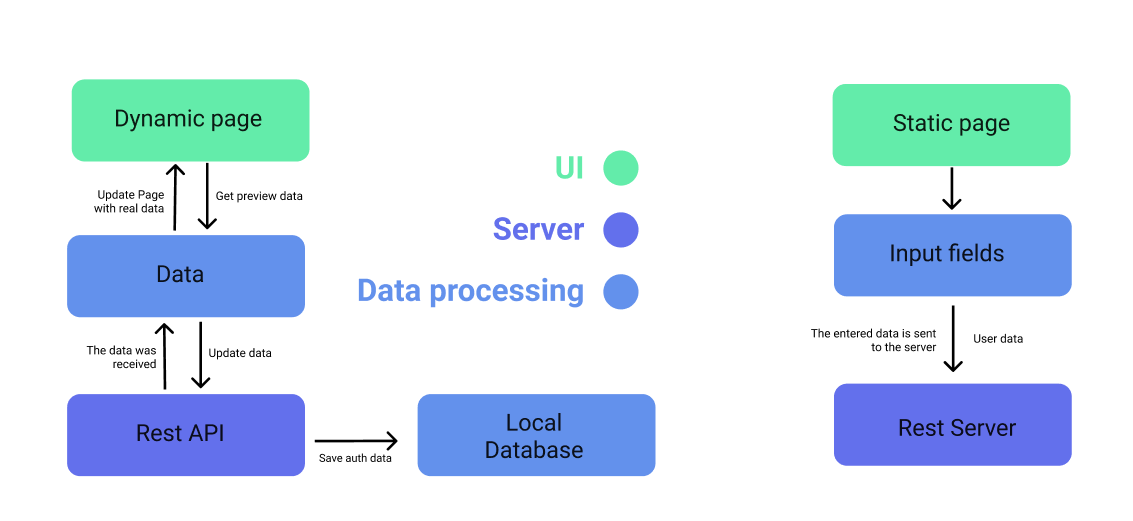 Dynamic page
Update Page
with real data
Get preview data
Data
The data was
received
Update data
Rest API
Save auth data
Local
Database
UI
Server
Data processing
Static page
Input fields
The entered data is sent
to the server
User data
Rest Server